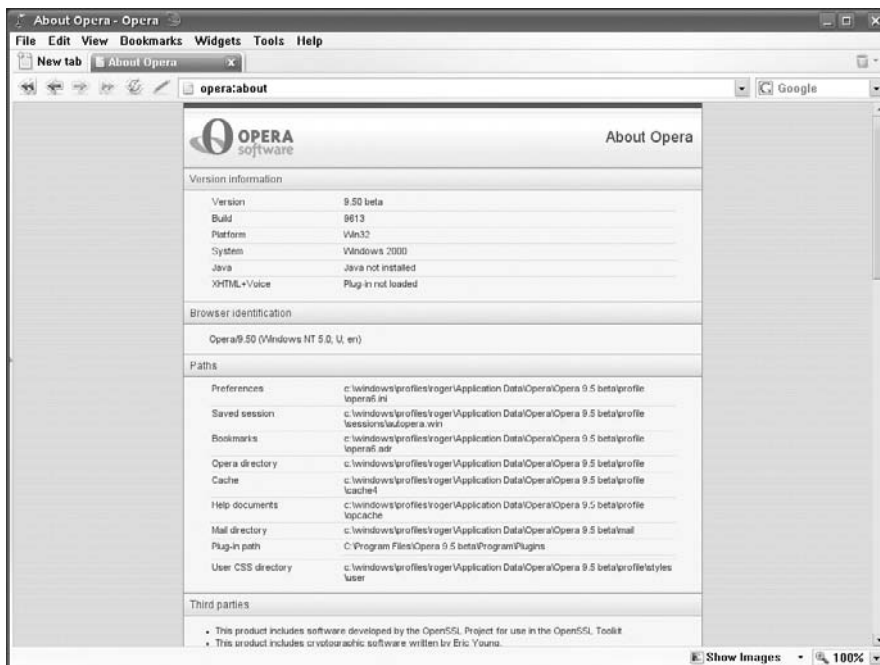 About Opera - Opera
File Edit View Bookmarks Widgets Tools Help
New tab About Opera x
opera:about Google
OPERA software About Opera
Version information
Version 9.50 beta
Build 9613
Platform Win32
System Windows 2000
Java Java not installed
XHTML+Voice Plug-in not loaded
Browser identification
Opera/9.50 (Windows NT 5.0; U; en)
Paths
Preferences c:\windows\profiles\roger\Application Data\Opera\Opera 9.5 beta\profile
\opera6.ini
Saved session c:\windows\profiles\roger\Application Data\Opera\Opera 9.5 beta\profile
\sessions\autopera.win
Bookmarks c:\windows\profiles\roger\Application Data\Opera\Opera 9.5 beta\profile
\opera6.adr
Opera directory c:\windows\profiles\roger\Application Data\Opera\Opera 9.5 beta\profile
Cache c:\windows\profiles\roger\Application Data\Opera\Opera 9.5 beta\profile
\cache4
Help documents c:\windows\profiles\roger\Application Data\Opera\Opera 9.5 beta\profile
\opcache
Mail directory c:\windows\profiles\roger\Application Data\Opera\Opera 9.5 beta\mail
Plug-in path C:\Program Files\Opera 9.5 beta\Program\Plugins
User CSS directory c:\windows\profiles\roger\Application Data\Opera\Opera 9.5 beta\profile\styles
\user
Third parties
• This product includes software developed by the OpenSSL Project for use in the OpenSSL Toolkit
• This product includes cryptographic software written by Eric Young.
Show Images 100%